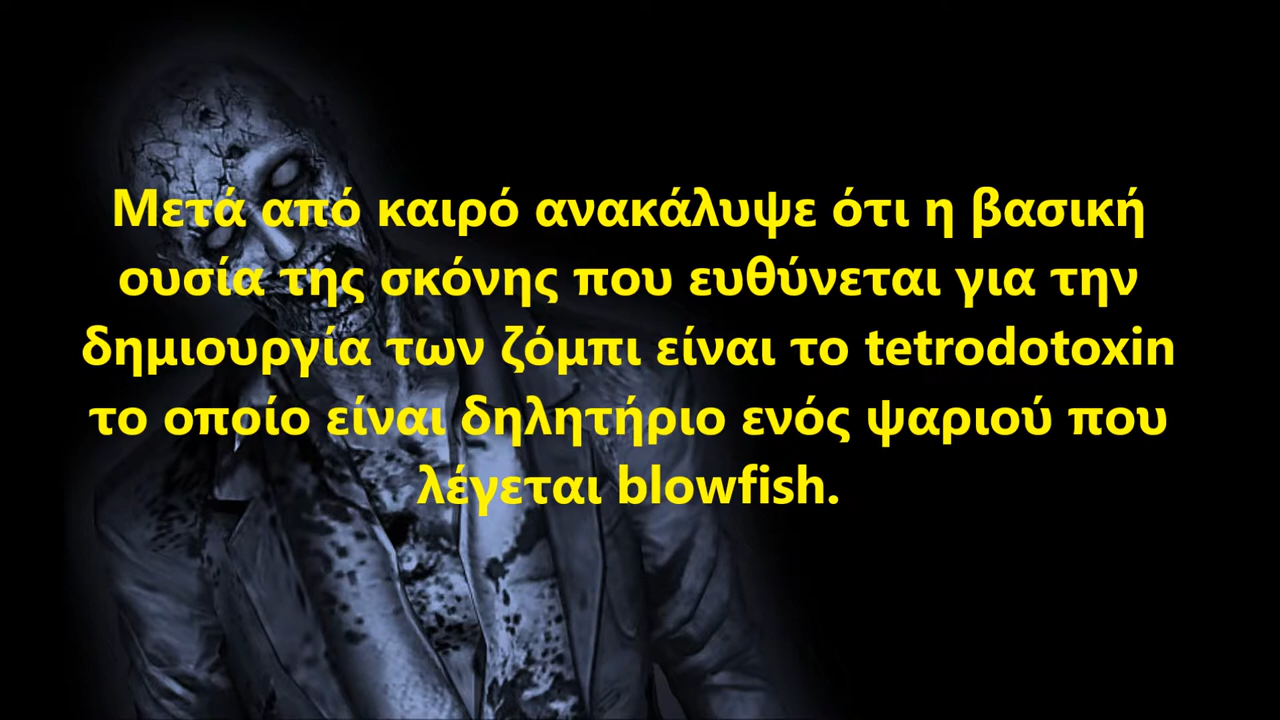 Μετά από καιρό ανακάλυψε ότι η βασική
ουσία της σκόνης που ευθύνεται για την
δημιουργία των ζόμπι είναι το tetrodotoxin
το οποίο είναι δηλητήριο ενός ψαριού που
λέγεται blowfish.